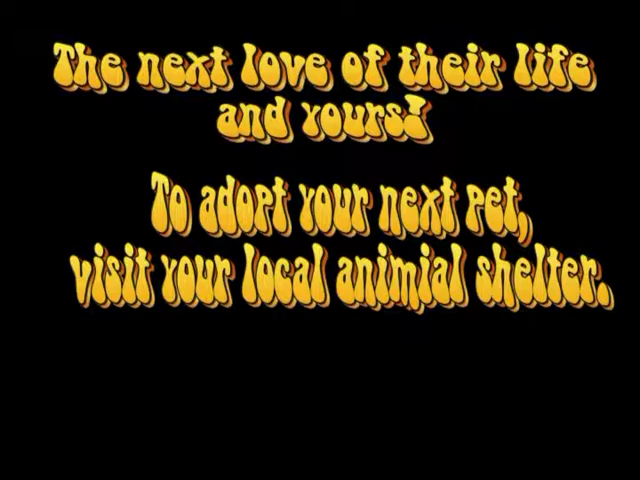 The next love of their life
and yours!
To adopt your next pet,
visit your local animial shelter.